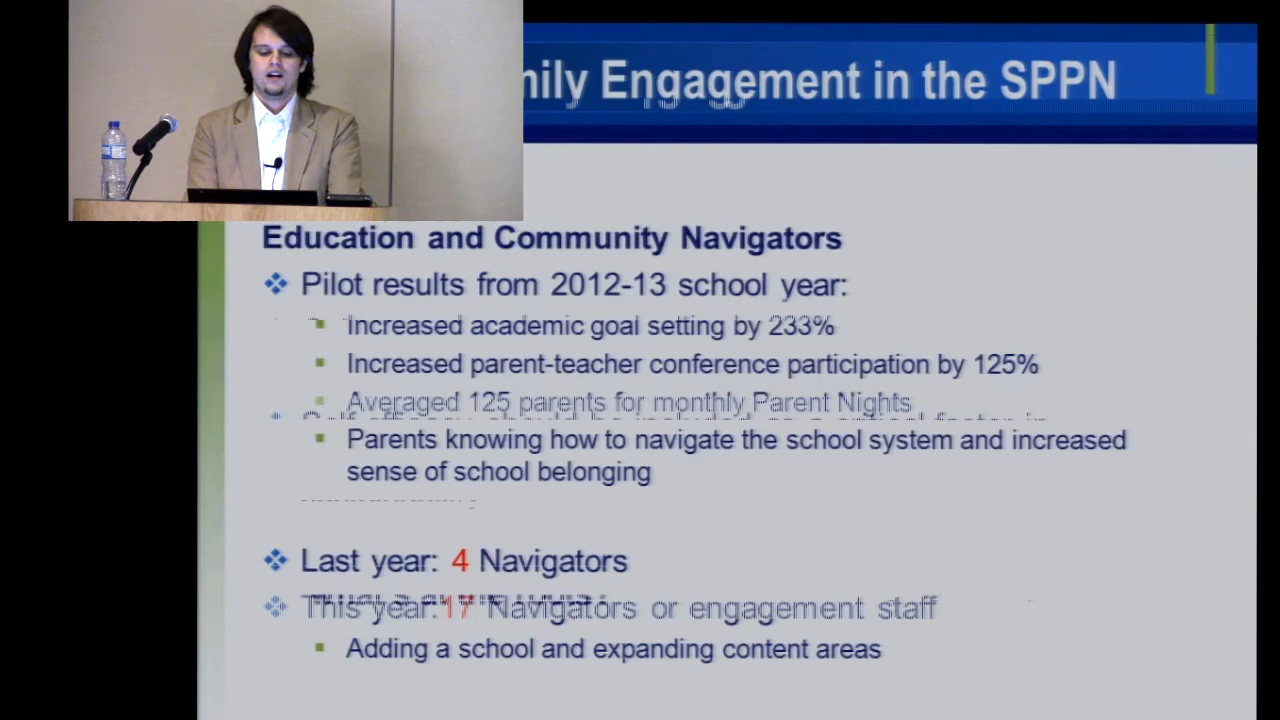 mily Engagement in the SPPN
Education and Community Navigators
Pilot results from 2012-13 school year:
Increased academic goal setting by 233%
Increased parent-teacher conference participation by 125%
Averaged 125 parents for monthly Parent Nights
Parents knowing how to navigate the school system and increased
sense of school belonging
Last year: 4 Navigators
This year:17 Navigators or engagement staff
Adding a school and expanding content areas